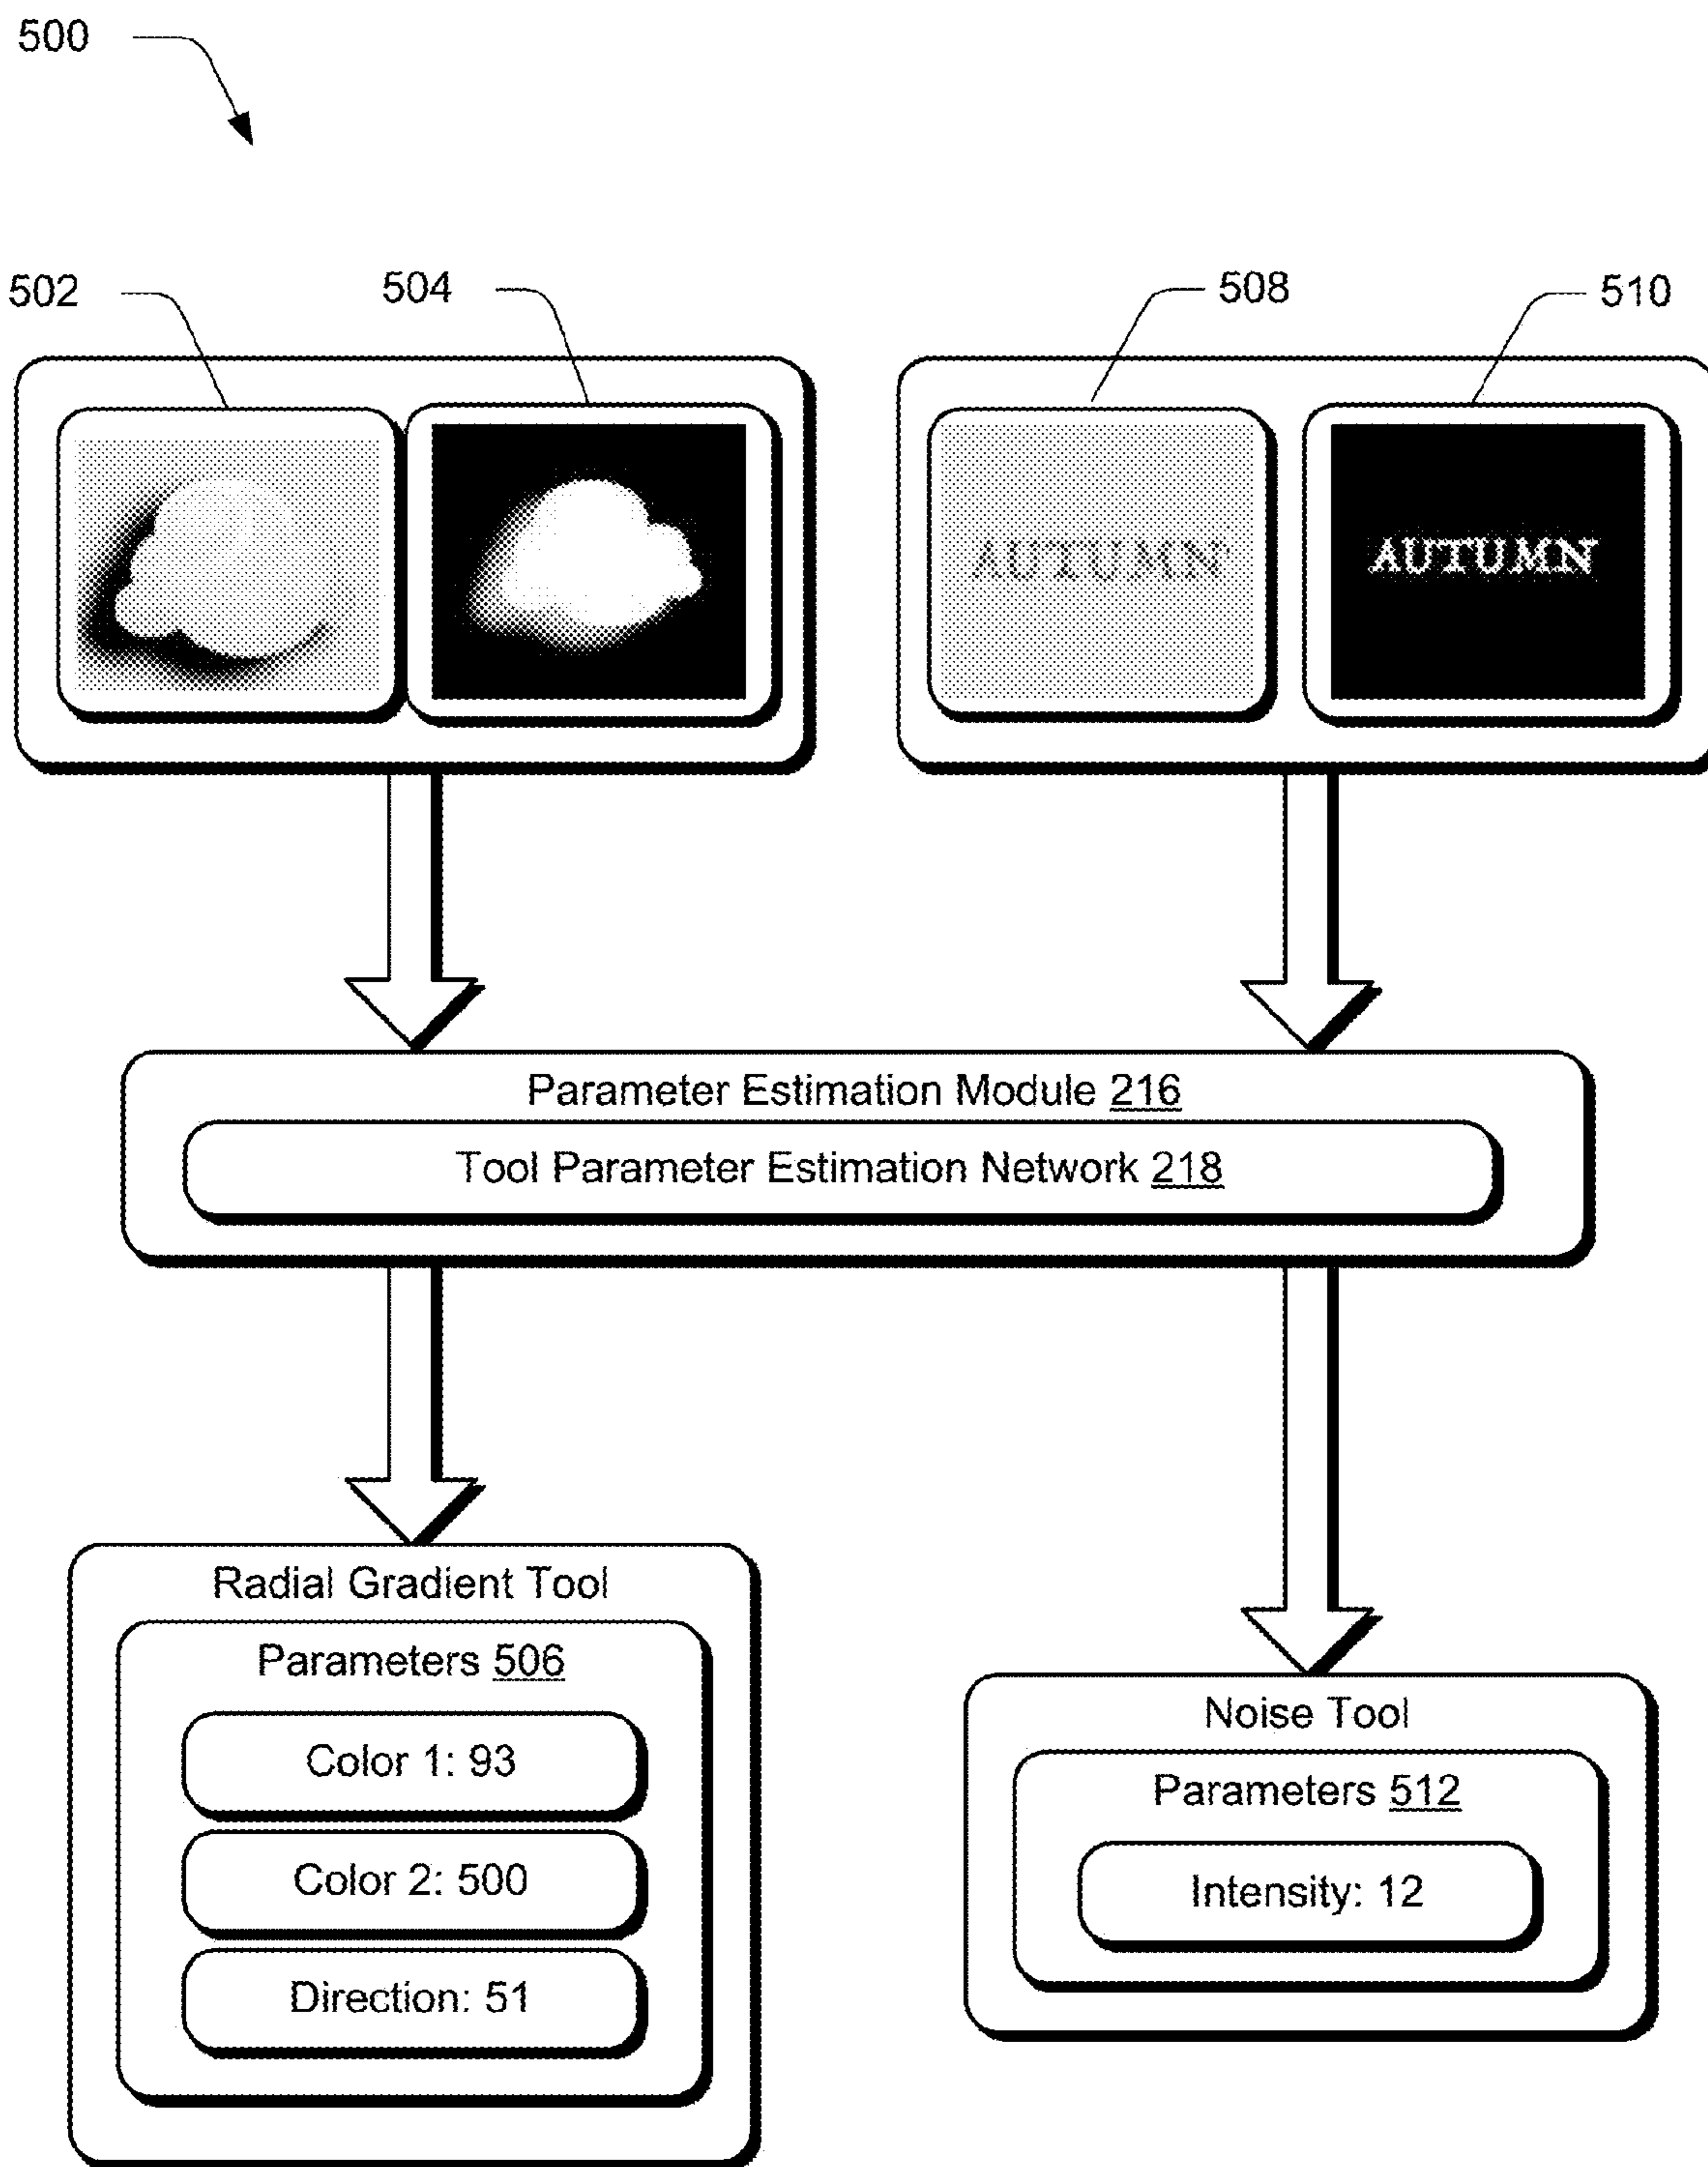 500
502
504
508
510
AUTUMN
AUTUMN
Parameter Estimation Module 216
Tool Parameter Estimation Network 218
Radial Gradient Tool
Parameters 506
Color 1: 93
Color 2: 500
Direction: 51
Noise Tool
Parameters 512
Intensity: 12